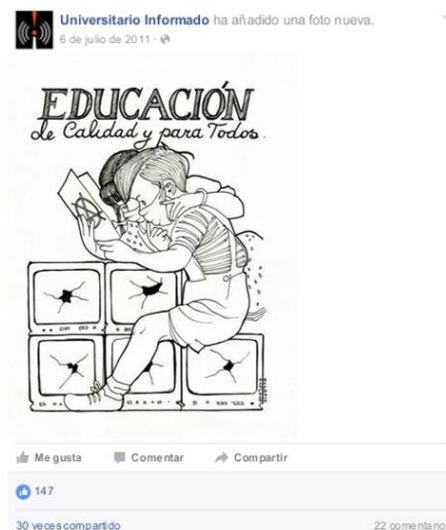 Universitario Informado ha añadido una foto nueva.
6 de julio de 2011 ·
EDUCACIÓN
de Calidad y para Todos.
Me gusta
Comentar
Compartir
147
30 veces compartido
22 comentario